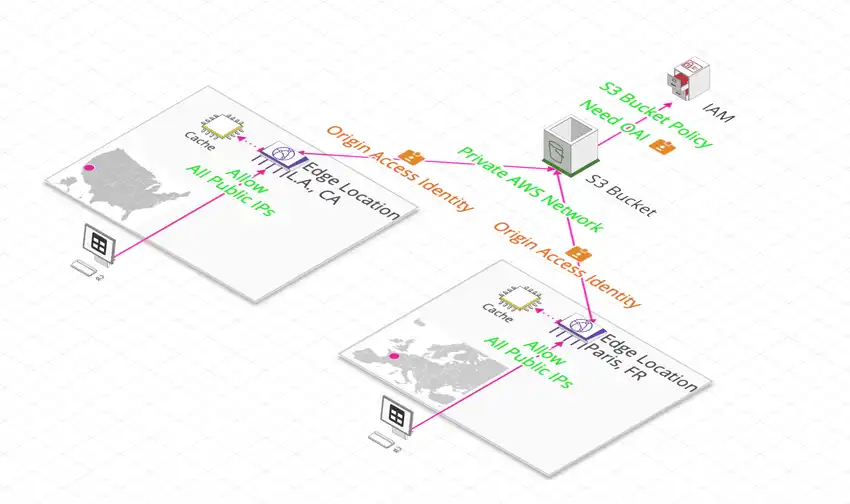 S3 Bucket Policy
Need OAI
IAM
S3 Bucket
Private AWS Network
Origin Access Identity
Cache
Edge Location
L.A., CA
Allow
All Public IPs
Origin Access Identity
Cache
Edge Location
Paris, FR
Allow
All Public IPs